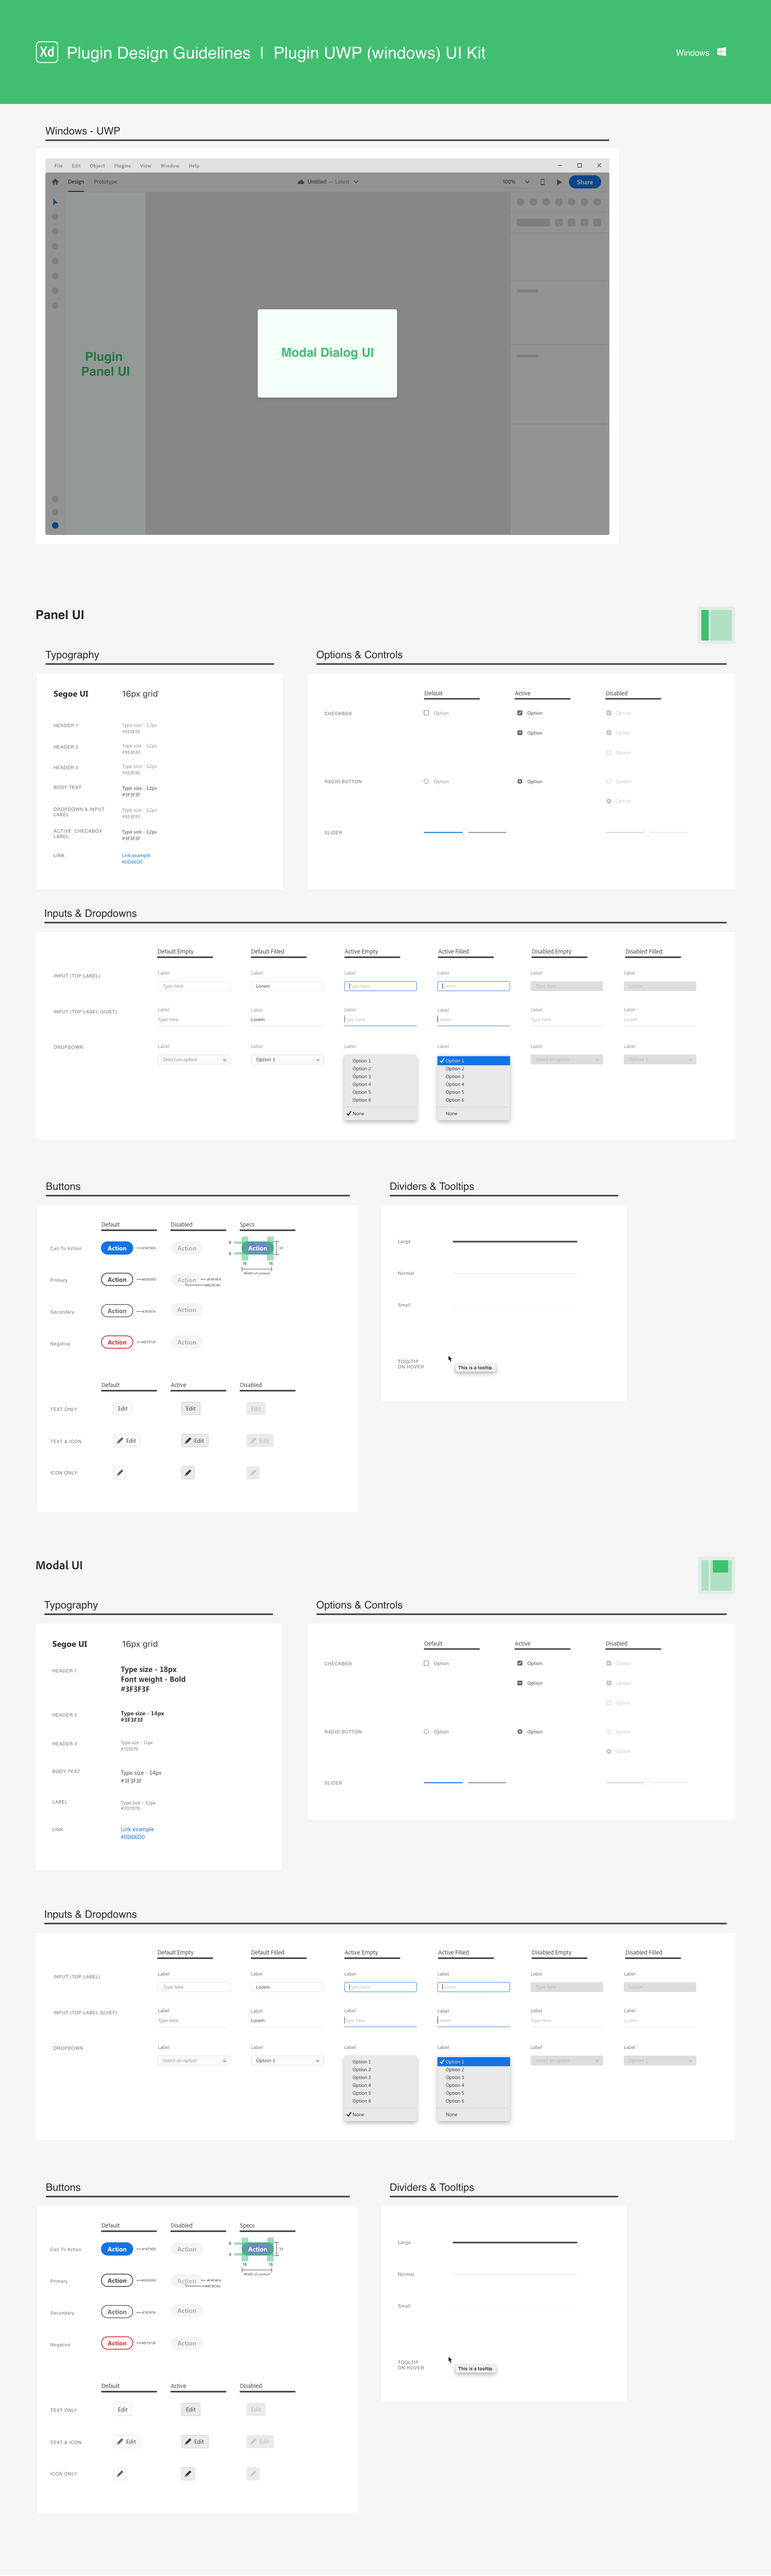 Xd Plugin Design Guidelines | Plugin UWP (windows) UI Kit
Windows
Windows - UWP
File Edit Object Plugins View Window Help
Design Prototype Untitled — Latest 100% Share
Plugin
Panel UI
Modal Dialog UI
Panel UI
Typography
Segoe UI 16px grid
HEADER 1 Type size - 12px
#8E8E8E
HEADER 2 Type size - 12px
#8E8E8E
HEADER 3 Type size - 12px
#8E8E8E
BODY TEXT Type size - 12px
#3F3F3F
DROPDOWN & INPUT
LABEL
Type size - 12px
#8E8E8E
ACTIVE CHECKBOX
LABEL
Type size - 12px
#3F3F3F
LINK Link example
#0D66D0
Options & Controls
Default Active Disabled
CHECKBOX Option Option Option
Option Option
Option
RADIO BUTTON Option Option Option
Option
SLIDER
Inputs & Dropdowns
Default Empty Default Filled Active Empty Active Filled Disabled Empty Disabled Filled
INPUT (TOP LABEL)
Label Label Label Label Label Label
Type here Lorem Type here Lorem Type here Lorem
INPUT (TOP LABEL QUIET)
Label Label Label Label Label Label
Type here Lorem Type here Lorem Type here Lorem
DROPDOWN
Label Label Label Label Label Label
Select an option Option 1 Option 1 Option 1 Select an option Option 1
Option 2 Option 2
Option 3 Option 3
Option 4 Option 4
Option 5 Option 5
Option 6 Option 6
None None
Buttons
Default Disabled Specs
Call To Action Action Action Action
16 16
Width of content
Primary Action Action
Secondary Action Action
Negative Action Action
Default Active Disabled
TEXT ONLY Edit Edit Edit
TEXT & ICON Edit Edit Edit
ICON ONLY
Dividers & Tooltips
Large
Normal
Small
TOOLTIP
ON HOVER
This is a tooltip.
Modal UI
Typography
Segoe UI 16px grid
HEADER 1 Type size - 18px
Font weight - Bold
#3F3F3F
HEADER 2 Type size - 14px
#3F3F3F
HEADER 3 Type size - 11px
#707070
BODY TEXT Type size - 14px
#3F3F3F
LABEL Type size - 12px
#707070
LINK Link example
#0D66D0
Options & Controls
Default Active Disabled
CHECKBOX Option Option Option
Option Option
Option
RADIO BUTTON Option Option Option
Option
SLIDER
Inputs & Dropdowns
Default Empty Default Filled Active Empty Active Filled Disabled Empty Disabled Filled
INPUT (TOP LABEL)
Label Label Label Label Label Label
Type here Lorem Type here Lorem Type here Lorem
INPUT (TOP LABEL QUIET)
Label Label Label Label Label Label
Type here Lorem Type here Lorem Type here Lorem
DROPDOWN
Label Label Label Label Label Label
Select an option Option 1 Option 1 Option 1 Select an option Option 1
Option 2 Option 2
Option 3 Option 3
Option 4 Option 4
Option 5 Option 5
Option 6 Option 6
None None
Buttons
Default Disabled Specs
Call To Action Action Action Action
16 16
Width of content
Primary Action Action
Secondary Action Action
Negative Action Action
Default Active Disabled
TEXT ONLY Edit Edit Edit
TEXT & ICON Edit Edit Edit
ICON ONLY
Dividers & Tooltips
Large
Normal
Small
TOOLTIP
ON HOVER
This is a tooltip.